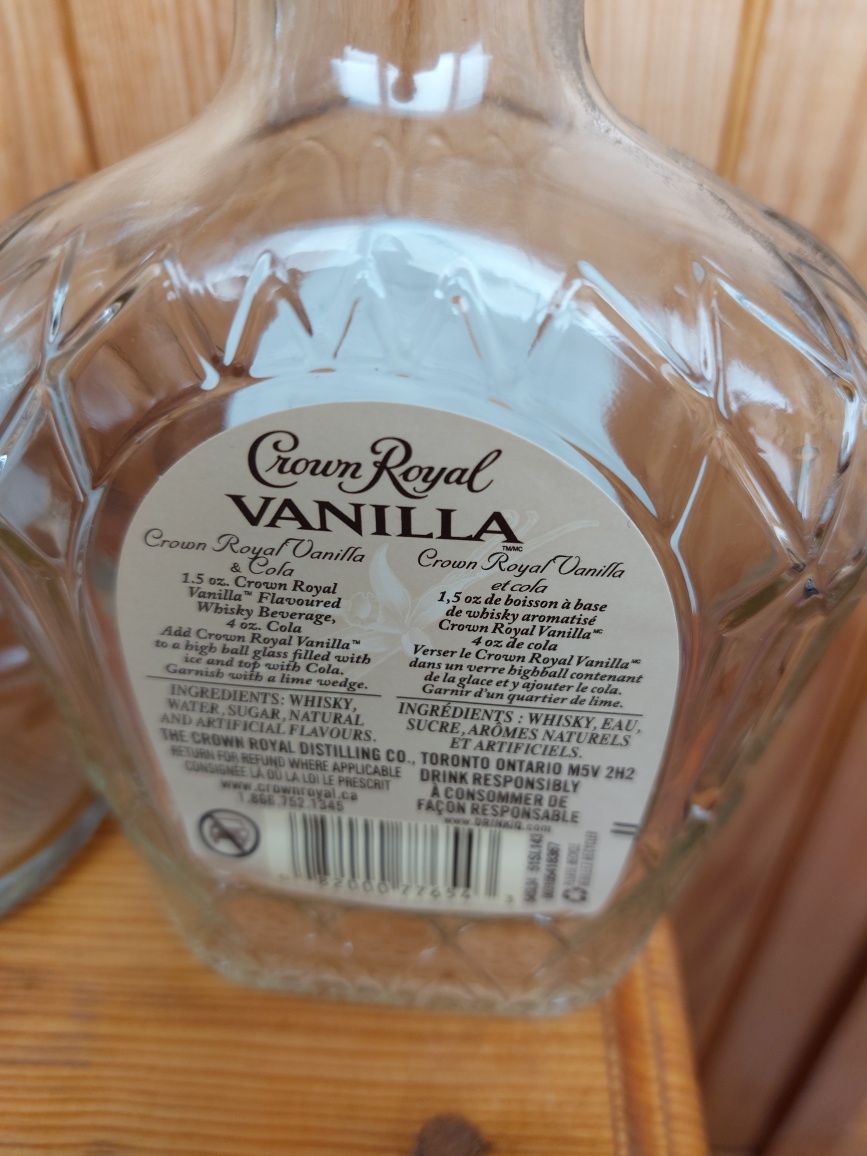 Crown Royal
VANILLA
TM/MC
Crown Royal Vanilla
& Cola
1.5 oz. Crown Royal
Vanilla™ Flavoured
Whisky Beverage,
4 oz. Cola
Add Crown Royal Vanilla™
to a high ball glass filled with
ice and top with Cola.
Garnish with a lime wedge.
INGREDIENTS: WHISKY,
WATER, SUGAR, NATURAL
AND ARTIFICIAL FLAVOURS.
Crown Royal Vanilla
et cola
1,5 oz de boisson à base
de whisky aromatisé
Crown Royal Vanilla MC
4 oz de cola
Verser le Crown Royal Vanilla MC
dans un verre highball contenant
de la glace et y ajouter le cola.
Garnir d'un quartier de lime.
INGRÉDIENTS : WHISKY, EAU,
SUCRE, ARÔMES NATURELS
ET ARTIFICIELS.
THE CROWN ROYAL DISTILLING CO., TORONTO ONTARIO M5V 2H2
RETURN FOR REFUND WHERE APPLICABLE
CONSIGNÉE LÀ OÙ LA LOI LE PRESCRIT
www.crownroyal.ca
1.866.752.1345
DRINK RESPONSIBLY
À CONSOMMER DE
FAÇON RESPONSABLE
www.DRINKiQ.com
82000 77654 3